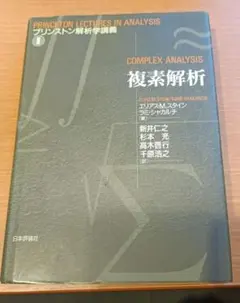 PRINCETON LECTURES IN ANALYSIS
プリンストン解析学講義
II
COMPLEX ANALYSIS
複素解析
エリアス・M.スタイン
ラミ・シャカルチ
[著]
新井仁之
杉本 充
髙木啓行
千原浩之
[訳]
日本評論社